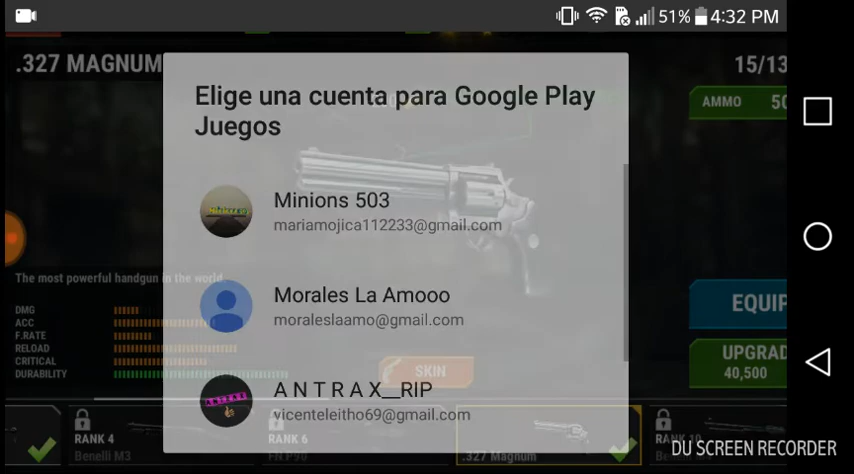 51% 4:32 PM
.327 MAGNUM
15/13
Elige una cuenta para Google Play
Juegos
AMMO 50
Minions 503
mariamojica112233@gmail.com
The most powerful handgun in the world
Morales La Amooo
moraleslaamo@gmail.com
EQUIP
DMG
ACC
F.RATE
RELOAD
CRITICAL
DURABILITY
SKIN
UPGRAD
40,500
A N T R A X__RIP
vicenteleitho69@gmail.com
RANK 4
Benelli M3
RANK 6
FN P90
.327 Magnum
RANK 10
DU SCREEN RECORDER